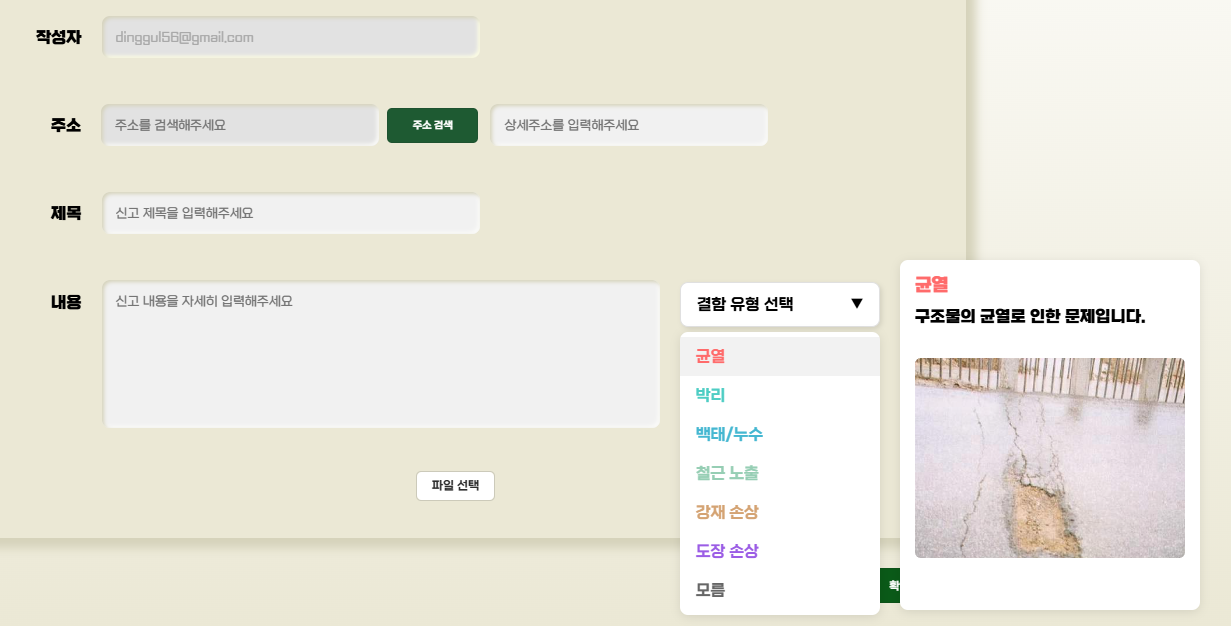 작성자
dinggul56@gmail.com
주소
주소를 검색해주세요
주소 검색
상세주소를 입력해주세요
제목
신고 제목을 입력해주세요
내용
신고 내용을 자세히 입력해주세요
결함 유형 선택 ▼
균열
박리
백태/누수
철근 노출
강재 손상
도장 손상
모름
균열
구조물의 균열로 인한 문제입니다.
파일 선택